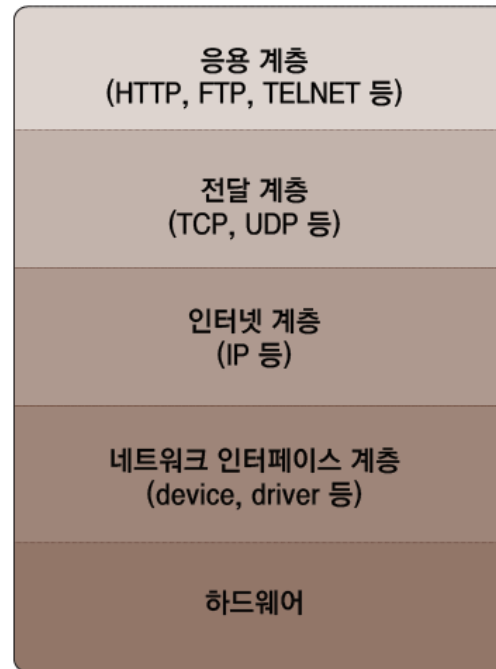 응용 계층
(HTTP, FTP, TELNET 등)
전달 계층
(TCP, UDP 등)
인터넷 계층
(IP 등)
네트워크 인터페이스 계층
(device, driver 등)
하드웨어